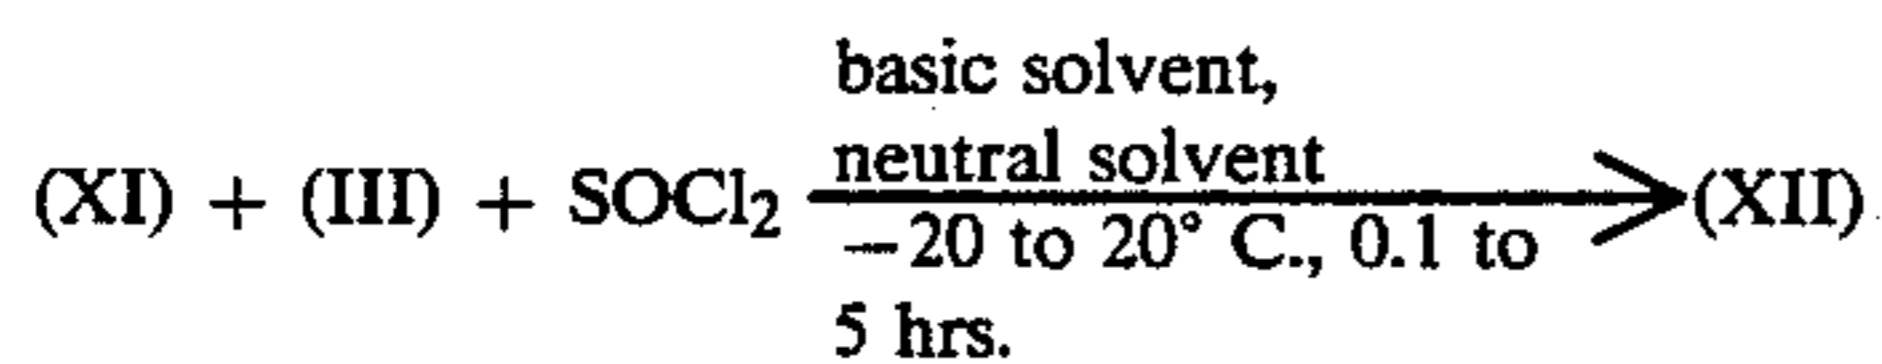 basic solvent,
neutral solvent
(XI) + (III) + SOCl₂ ⟶ (XII)
−20 to 20° C., 0.1 to
5 hrs.